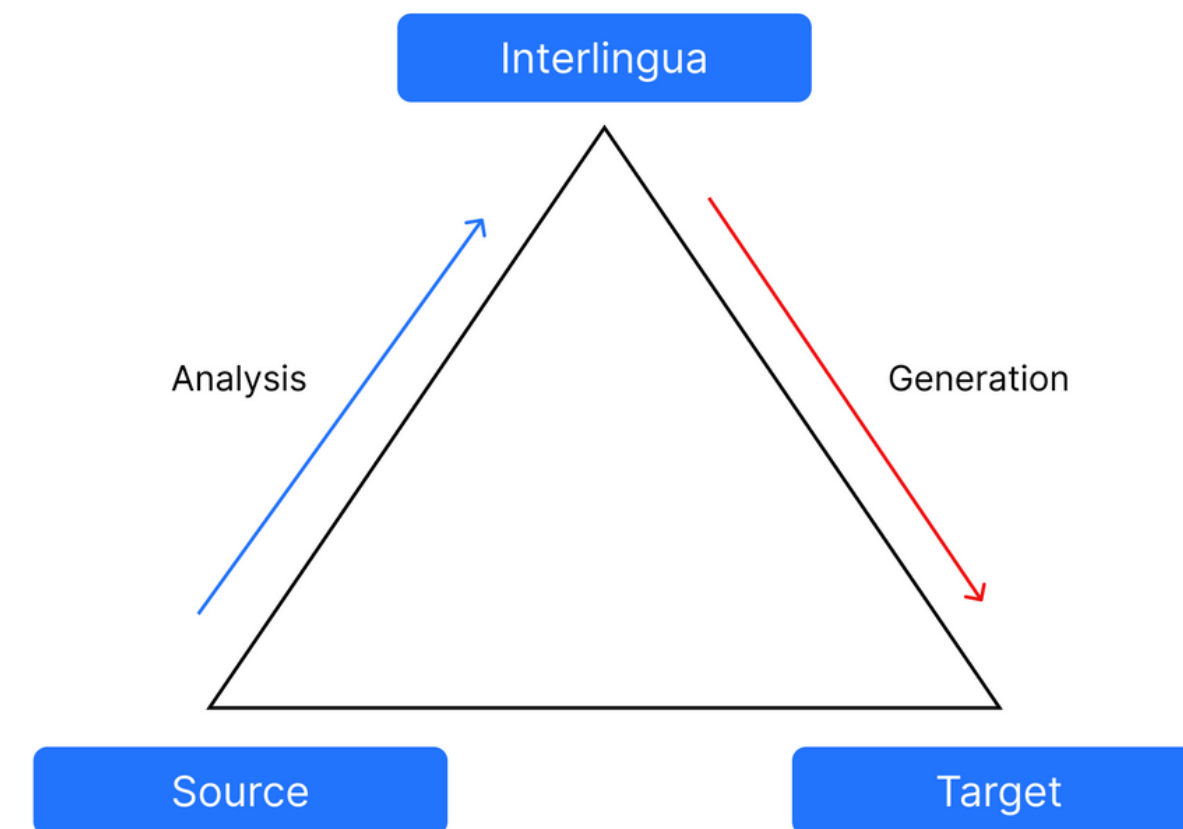 Interlingua
Analysis
Generation
Source
Target